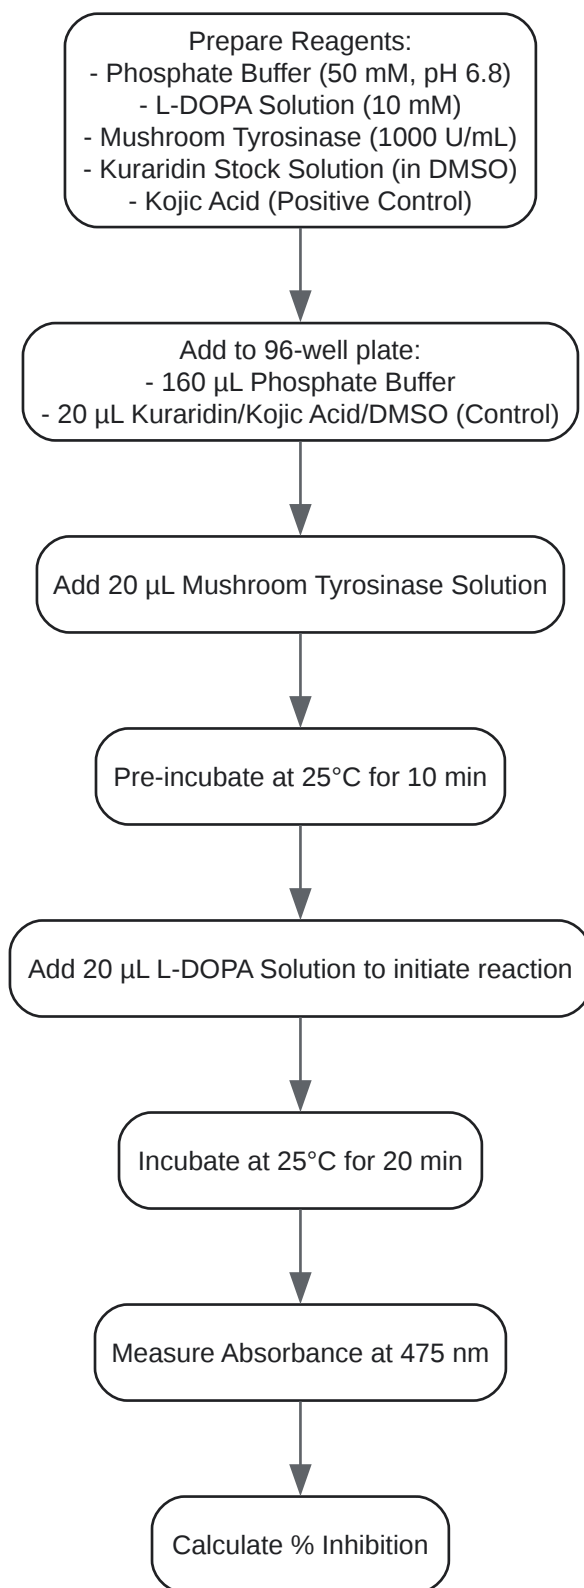 Prepare Reagents:
- Phosphate Buffer (50 mM, pH 6.8)
- L-DOPA Solution (10 mM)
- Mushroom Tyrosinase (1000 U/mL)
- Kuraridin Stock Solution (in DMSO)
- Kojic Acid (Positive Control)
Add to 96-well plate:
- 160 µL Phosphate Buffer
- 20 µL Kuraridin/Kojic Acid/DMSO (Control)
Add 20 µL Mushroom Tyrosinase Solution
Pre-incubate at 25°C for 10 min
Add 20 µL L-DOPA Solution to initiate reaction
Incubate at 25°C for 20 min
Measure Absorbance at 475 nm
Calculate % Inhibition